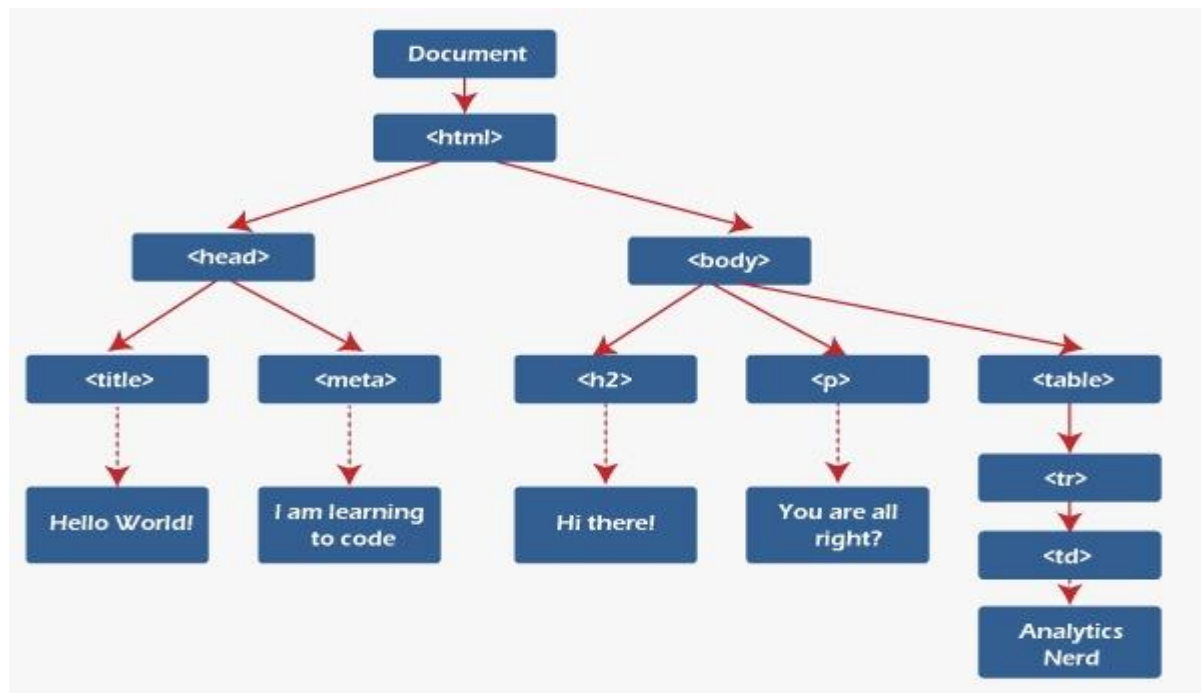 Document
<html>
<head>
<body>
<title>
<meta>
<h2>
<p>
<table>
Hello World!
I am learning
to code
Hi there!
You are all
right?
<tr>
<td>
Analytics
Nerd